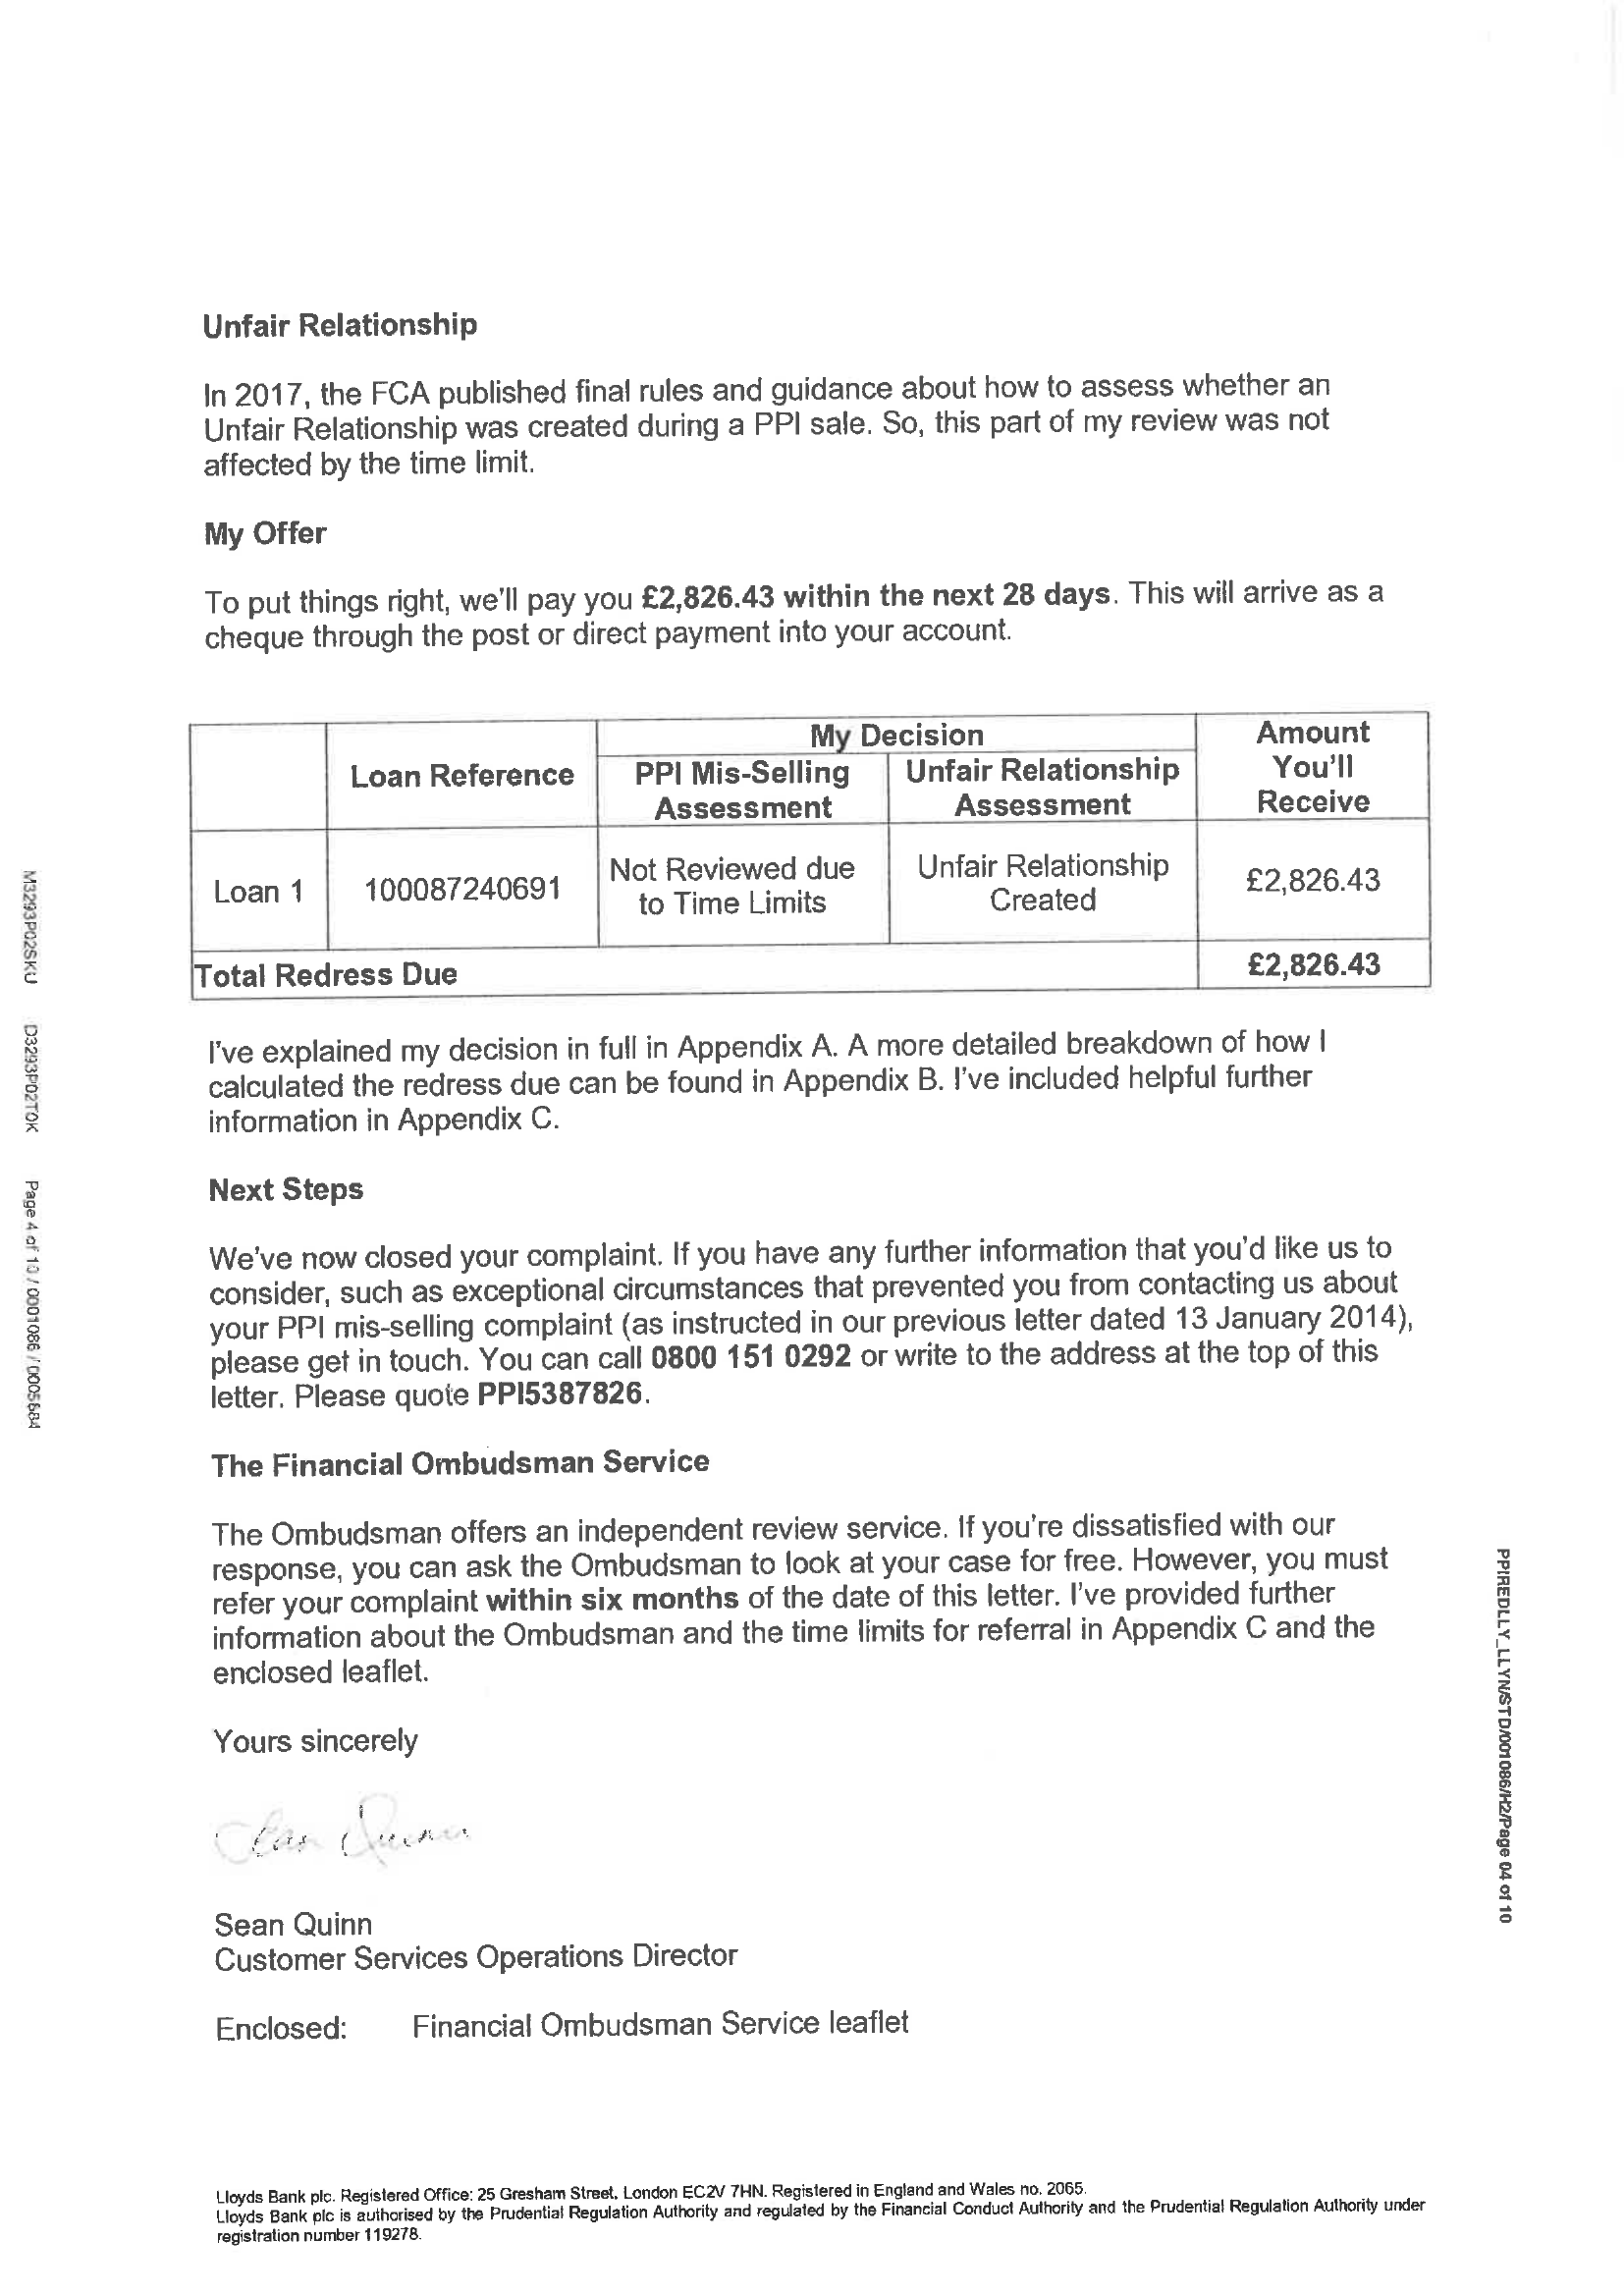 Unfair Relationship
In 2017, the FCA published final rules and guidance about how to assess whether an
Unfair Relationship was created during a PPI sale. So, this part of my review was not
affected by the time limit.
My Offer
To put things right, we'll pay you £2,826.43 within the next 28 days. This will arrive as a
cheque through the post or direct payment into your account.
Loan Reference
My Decision
PPI Mis-Selling
Assessment
Unfair Relationship
Assessment
Amount
You'll
Receive
Loan 1
100087240691
Not Reviewed due
to Time Limits
Unfair Relationship
Created
£2,826.43
Total Redress Due £2,826.43
I've explained my decision in full in Appendix A. A more detailed breakdown of how I
calculated the redress due can be found in Appendix B. I've included helpful further
information in Appendix C.
Next Steps
We've now closed your complaint. If you have any further information that you'd like us to
consider, such as exceptional circumstances that prevented you from contacting us about
your PPI mis-selling complaint (as instructed in our previous letter dated 13 January 2014),
please get in touch. You can call 0800 151 0292 or write to the address at the top of this
letter. Please quote PPI5387826.
The Financial Ombudsman Service
The Ombudsman offers an independent review service. If you're dissatisfied with our
response, you can ask the Ombudsman to look at your case for free. However, you must
refer your complaint within six months of the date of this letter. I've provided further
information about the Ombudsman and the time limits for referral in Appendix C and the
enclosed leaflet.
Yours sincerely
Sean Quinn
Sean Quinn
Customer Services Operations Director
Enclosed: Financial Ombudsman Service leaflet
Lloyds Bank plc. Registered Office: 25 Gresham Street, London EC2V 7HN. Registered in England and Wales no. 2065.
Lloyds Bank plc is authorised by the Prudential Regulation Authority and regulated by the Financial Conduct Authority and the Prudential Regulation Authority under
registration number 119278.
M3293P02SKU D3293P02TOK Page 4 of 10 / 001086 / 0005684
PPIREDLLY_LLYN/STD/001086/H2/Page 04 of 10